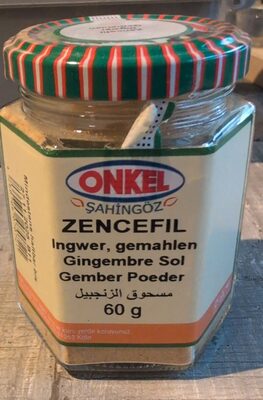 ONKEL
ŞAHİNGÖZ
ZENCEFIL
Ingwer, gemahlen
Gingembre Sol
Gember Poeder
مسحوق الزنجبيل
60 g